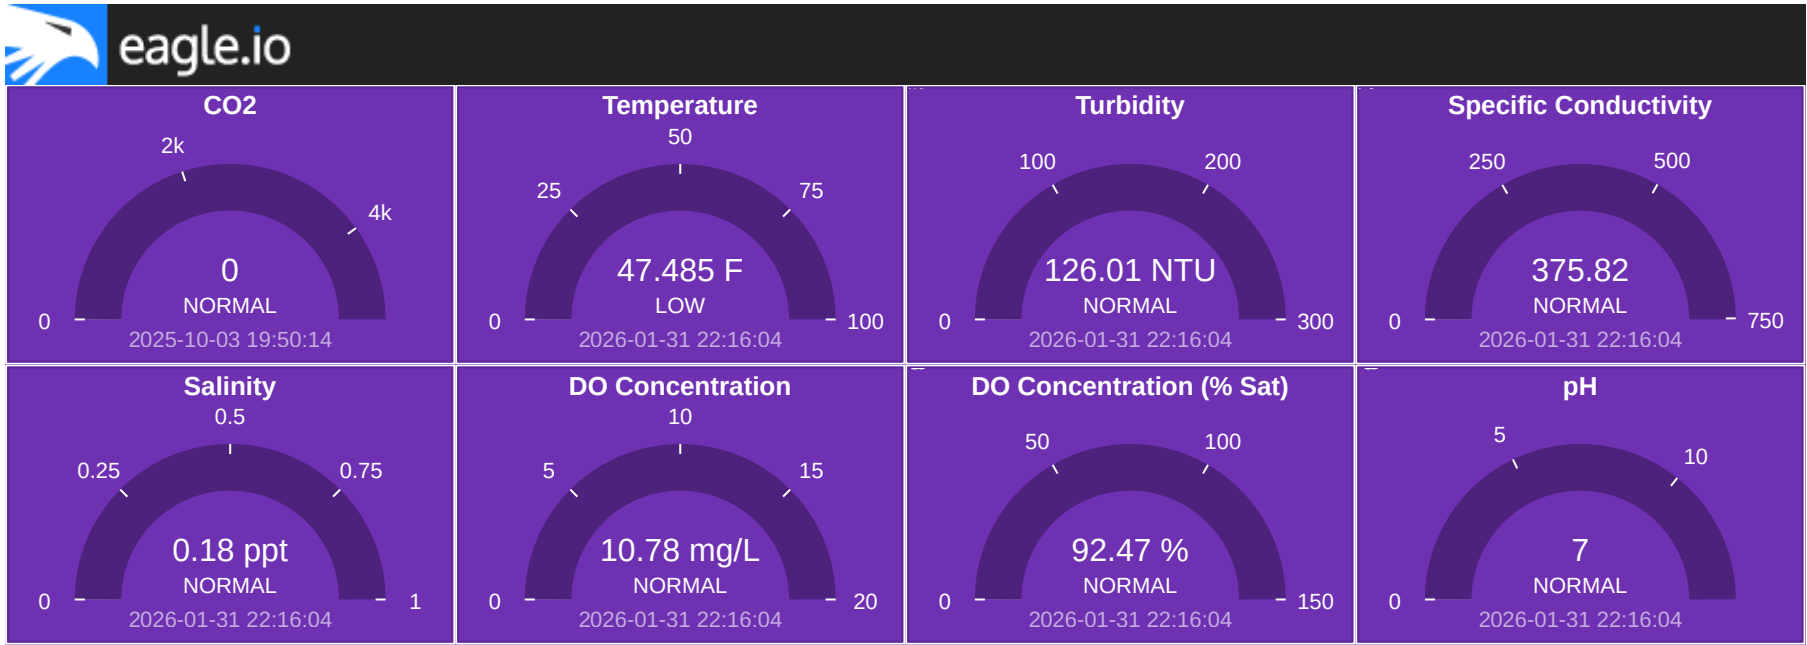 eagle.io
CO2
2k
4k
0
0
NORMAL
2025-10-03 19:50:14
Temperature
50
25
75
47.485 F
LOW
0
100
2026-01-31 22:16:04
Turbidity
100
200
126.01 NTU
NORMAL
0
300
2026-01-31 22:16:04
Specific Conductivity
250
500
375.82
NORMAL
0
750
2026-01-31 22:16:04
Salinity
0.5
0.25
0.75
0.18 ppt
NORMAL
0
1
2026-01-31 22:16:04
DO Concentration
10
5
15
10.78 mg/L
NORMAL
0
20
2026-01-31 22:16:04
DO Concentration (% Sat)
50
100
92.47 %
NORMAL
0
150
2026-01-31 22:16:04
pH
5
10
7
NORMAL
0
2026-01-31 22:16:04